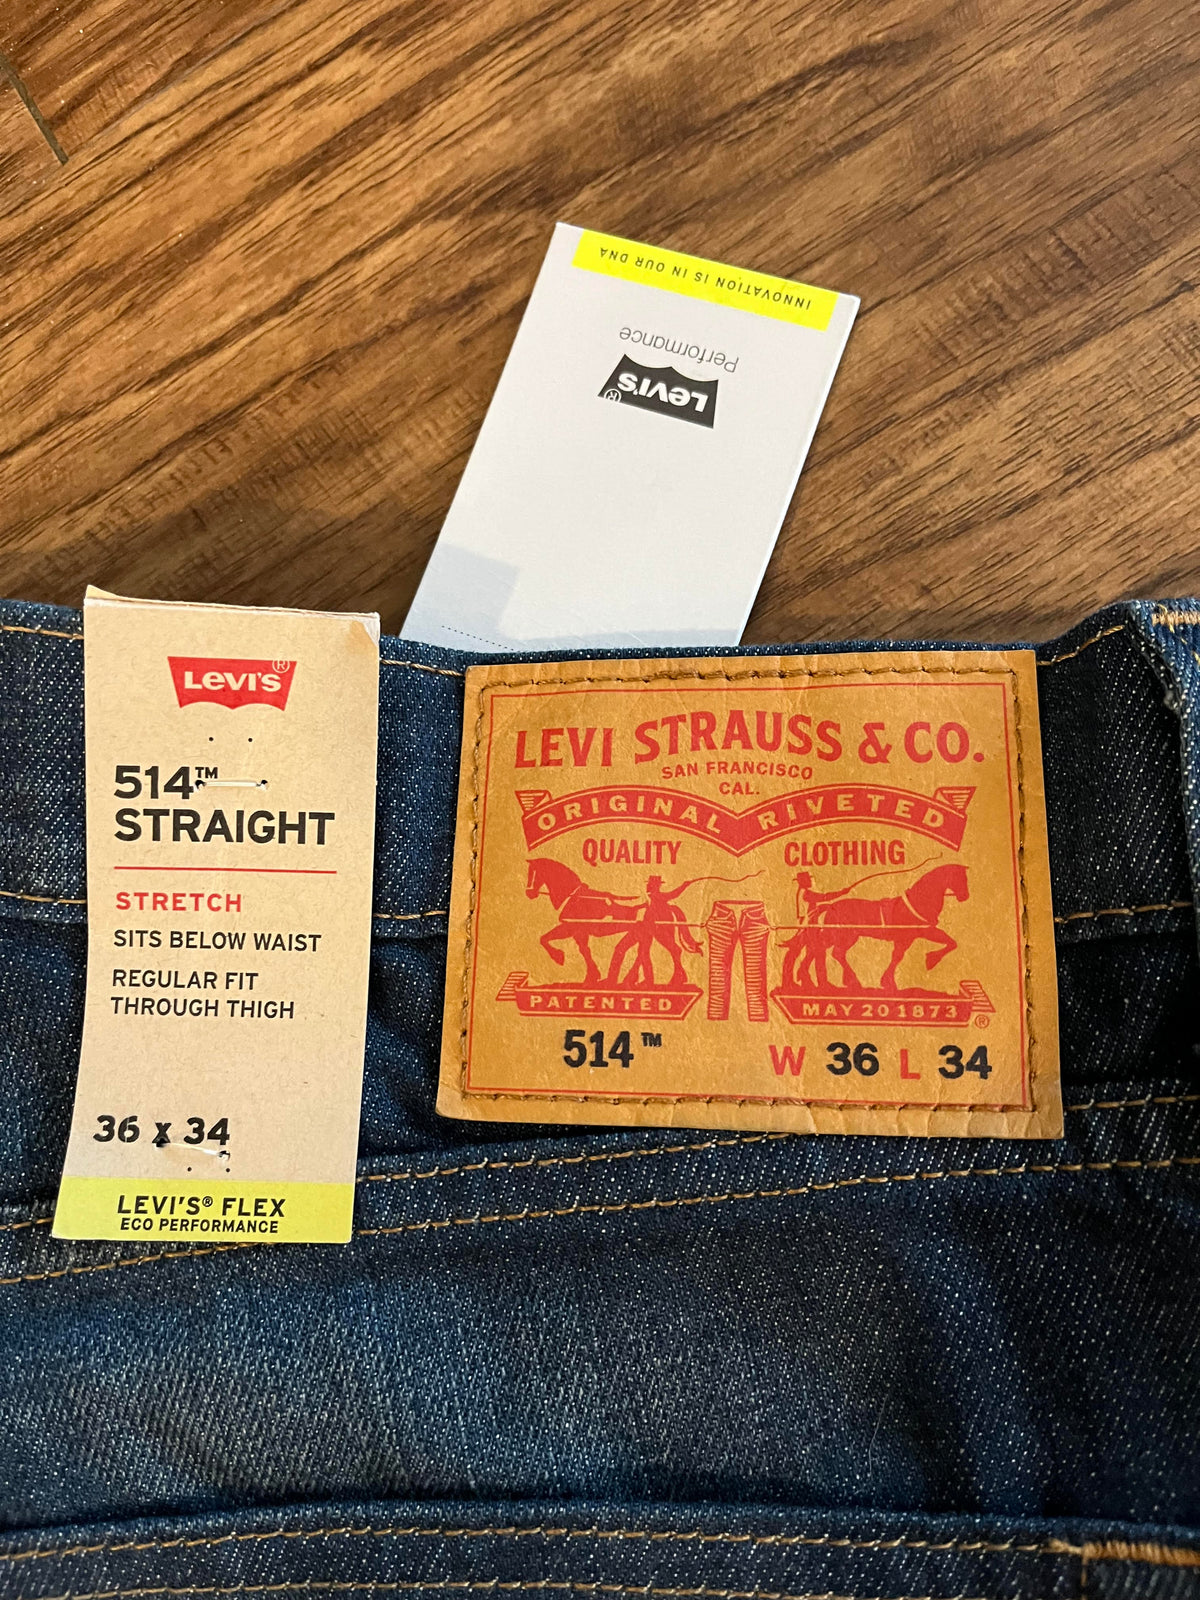 INNOVATION IS IN OUR DNA
Performance
Levi's®
Levi's®
514™
STRAIGHT
STRETCH
SITS BELOW WAIST
REGULAR FIT
THROUGH THIGH
36 x 34
LEVI'S® FLEX
ECO PERFORMANCE
LEVI STRAUSS & CO.
SAN FRANCISCO
CAL.
ORIGINAL RIVETED
QUALITY CLOTHING
PATENTED MAY 20 1873 ®
514™ W 36 L 34